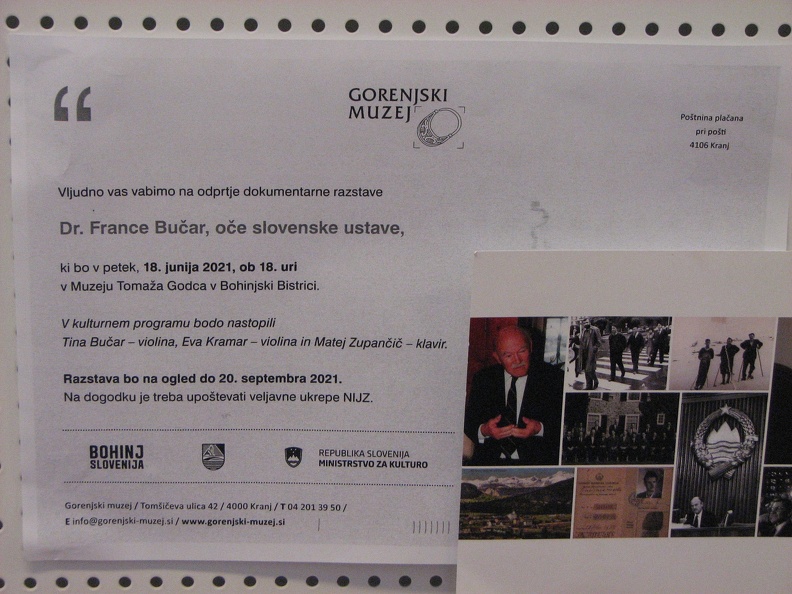 “
GORENJSKI
MUZEJ
Poštnina plačana
pri pošti
4106 Kranj
Vljudno vas vabimo na odprtje dokumentarne razstave
Dr. France Bučar, oče slovenske ustave,
ki bo v petek, 18. junija 2021, ob 18. uri
v Muzeju Tomaža Godca v Bohinjski Bistrici.
V kulturnem programu bodo nastopili
Tina Bučar – violina, Eva Kramar – violina in Matej Zupančič – klavir.
Razstava bo na ogled do 20. septembra 2021.
Na dogodku je treba upoštevati veljavne ukrepe NIJZ.
BOHINJ
SLOVENIJA
REPUBLIKA SLOVENIJA
MINISTRSTVO ZA KULTURO
Gorenjski muzej / Tomšičeva ulica 42 / 4000 Kranj / T 04 201 39 50 /
E info@gorenjski-muzej.si / www.gorenjski-muzej.si